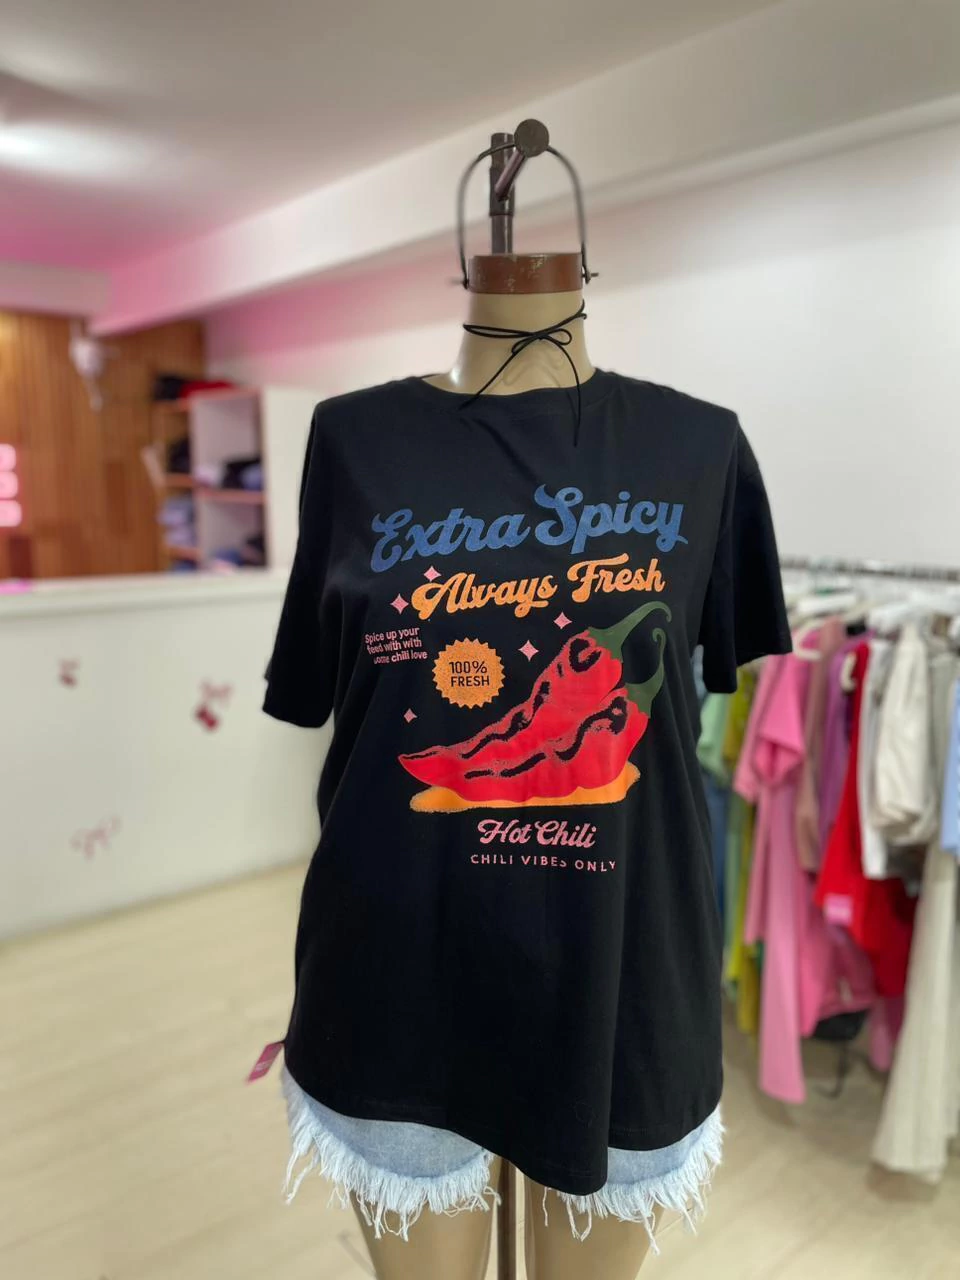 Extra Spicy
Always Fresh
Spice up your
feed with with
some chili love
100%
FRESH
Hot Chili
CHILI VIBES ONLY